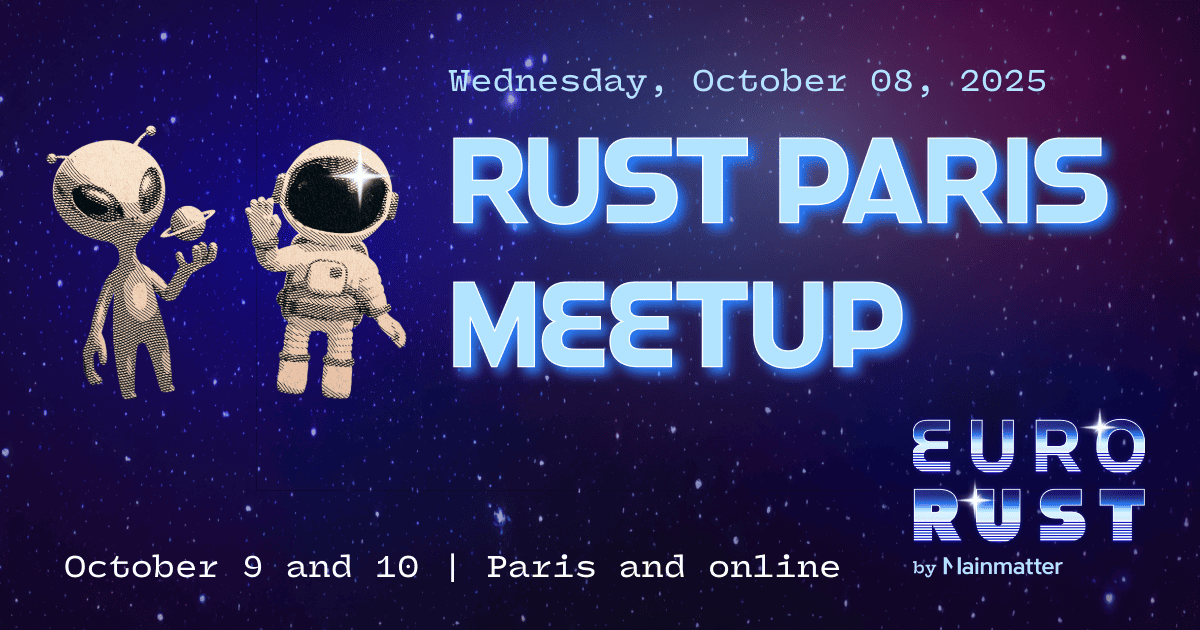 Wednesday, October 08, 2025
RUST PARIS
MEETUP
EURO
RUST
by Mainmatter
October 9 and 10 | Paris and online